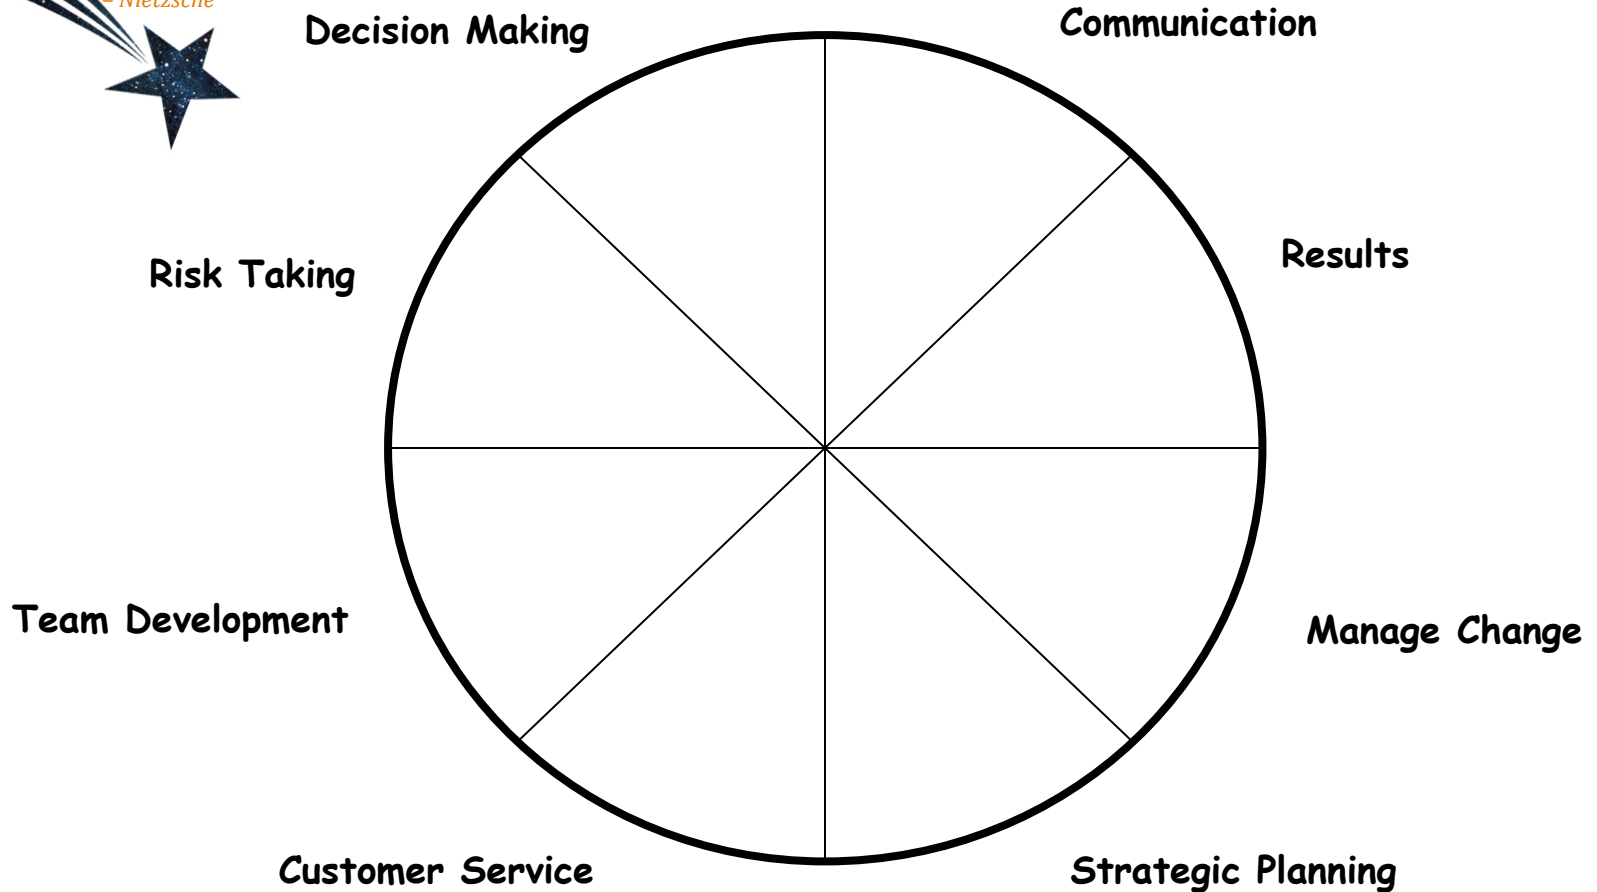 – Nietzsche
Decision Making
Communication
Risk Taking
Results
Team Development
Manage Change
Customer Service
Strategic Planning